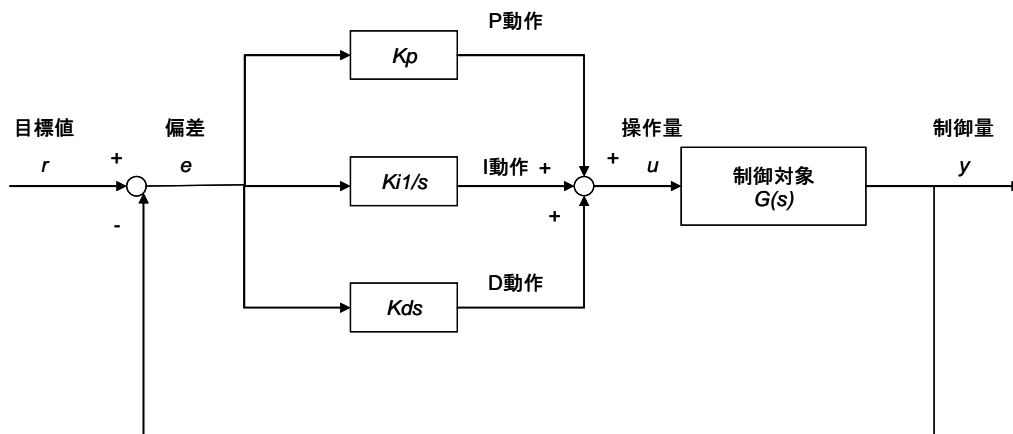 P動作
Kp
目標値
偏差
操作量
制御量
r
+
e
I動作
+
+
u
y
Ki1/s
制御対象
G(s)
-
+
D動作
Kds